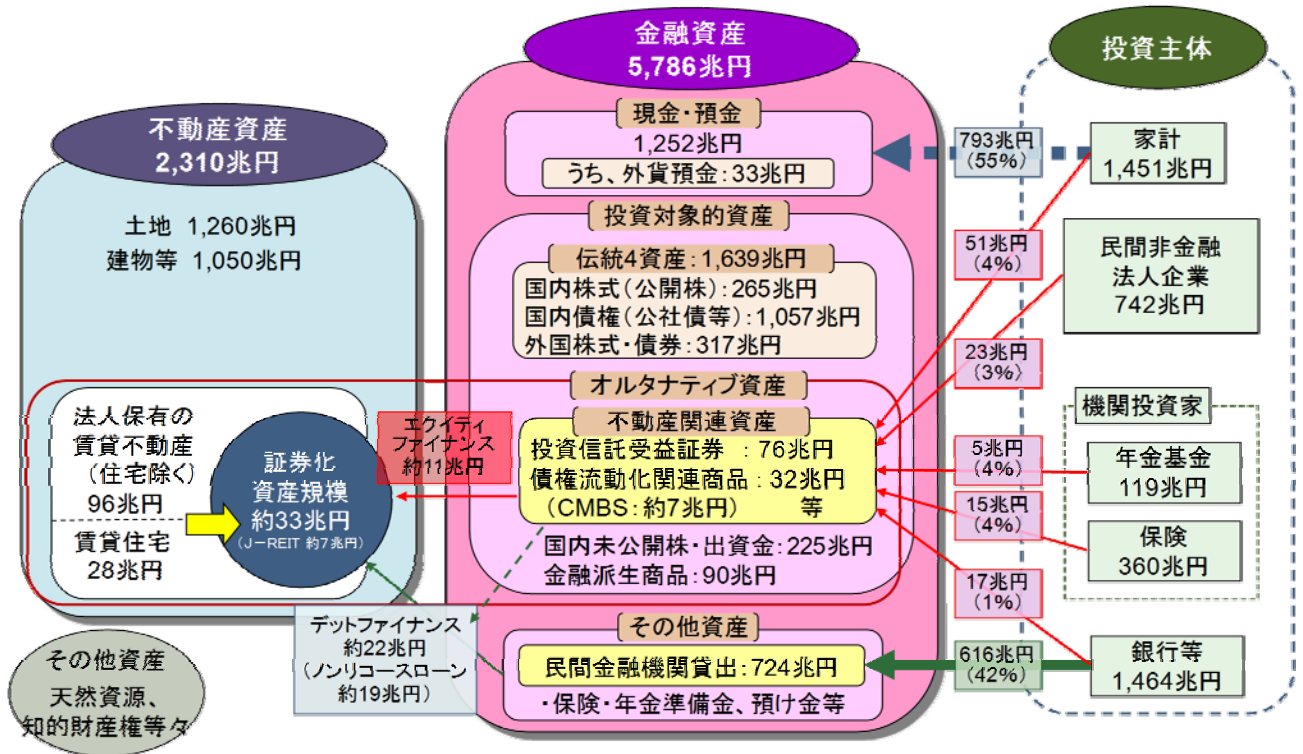 金融資産
5,786兆円
投資主体
不動産資産
2,310兆円
土地 1,260兆円
建物等 1,050兆円
法人保有の
賃貸不動産
(住宅除く)
96兆円
賃貸住宅
28兆円
証券化
資産規模
約33兆円
(J-REIT 約7兆円)
その他資産
天然資源、
知的財産権等々
エクイティ
ファイナンス
約11兆円
デットファイナンス
約22兆円
(ノンリコースローン
約19兆円)
現金・預金
1,252兆円
うち、外貨預金:33兆円
投資対象的資産
伝統4資産:1,639兆円
国内株式(公開株):265兆円
国内債権(公社債等):1,057兆円
外国株式・債券:317兆円
オルタナティブ資産
不動産関連資産
投資信託受益証券 :76兆円
債権流動化関連商品:32兆円
(CMBS:約7兆円) 等
国内未公開株・出資金:225兆円
金融派生商品:90兆円
その他資産
民間金融機関貸出:724兆円
・保険・年金準備金、預け金等
793兆円
(55%)
51兆円
(4%)
23兆円
(3%)
5兆円
(4%)
15兆円
(4%)
17兆円
(1%)
616兆円
(42%)
家計
1,451兆円
民間非金融
法人企業
742兆円
機関投資家
年金基金
119兆円
保険
360兆円
銀行等
1,464兆円